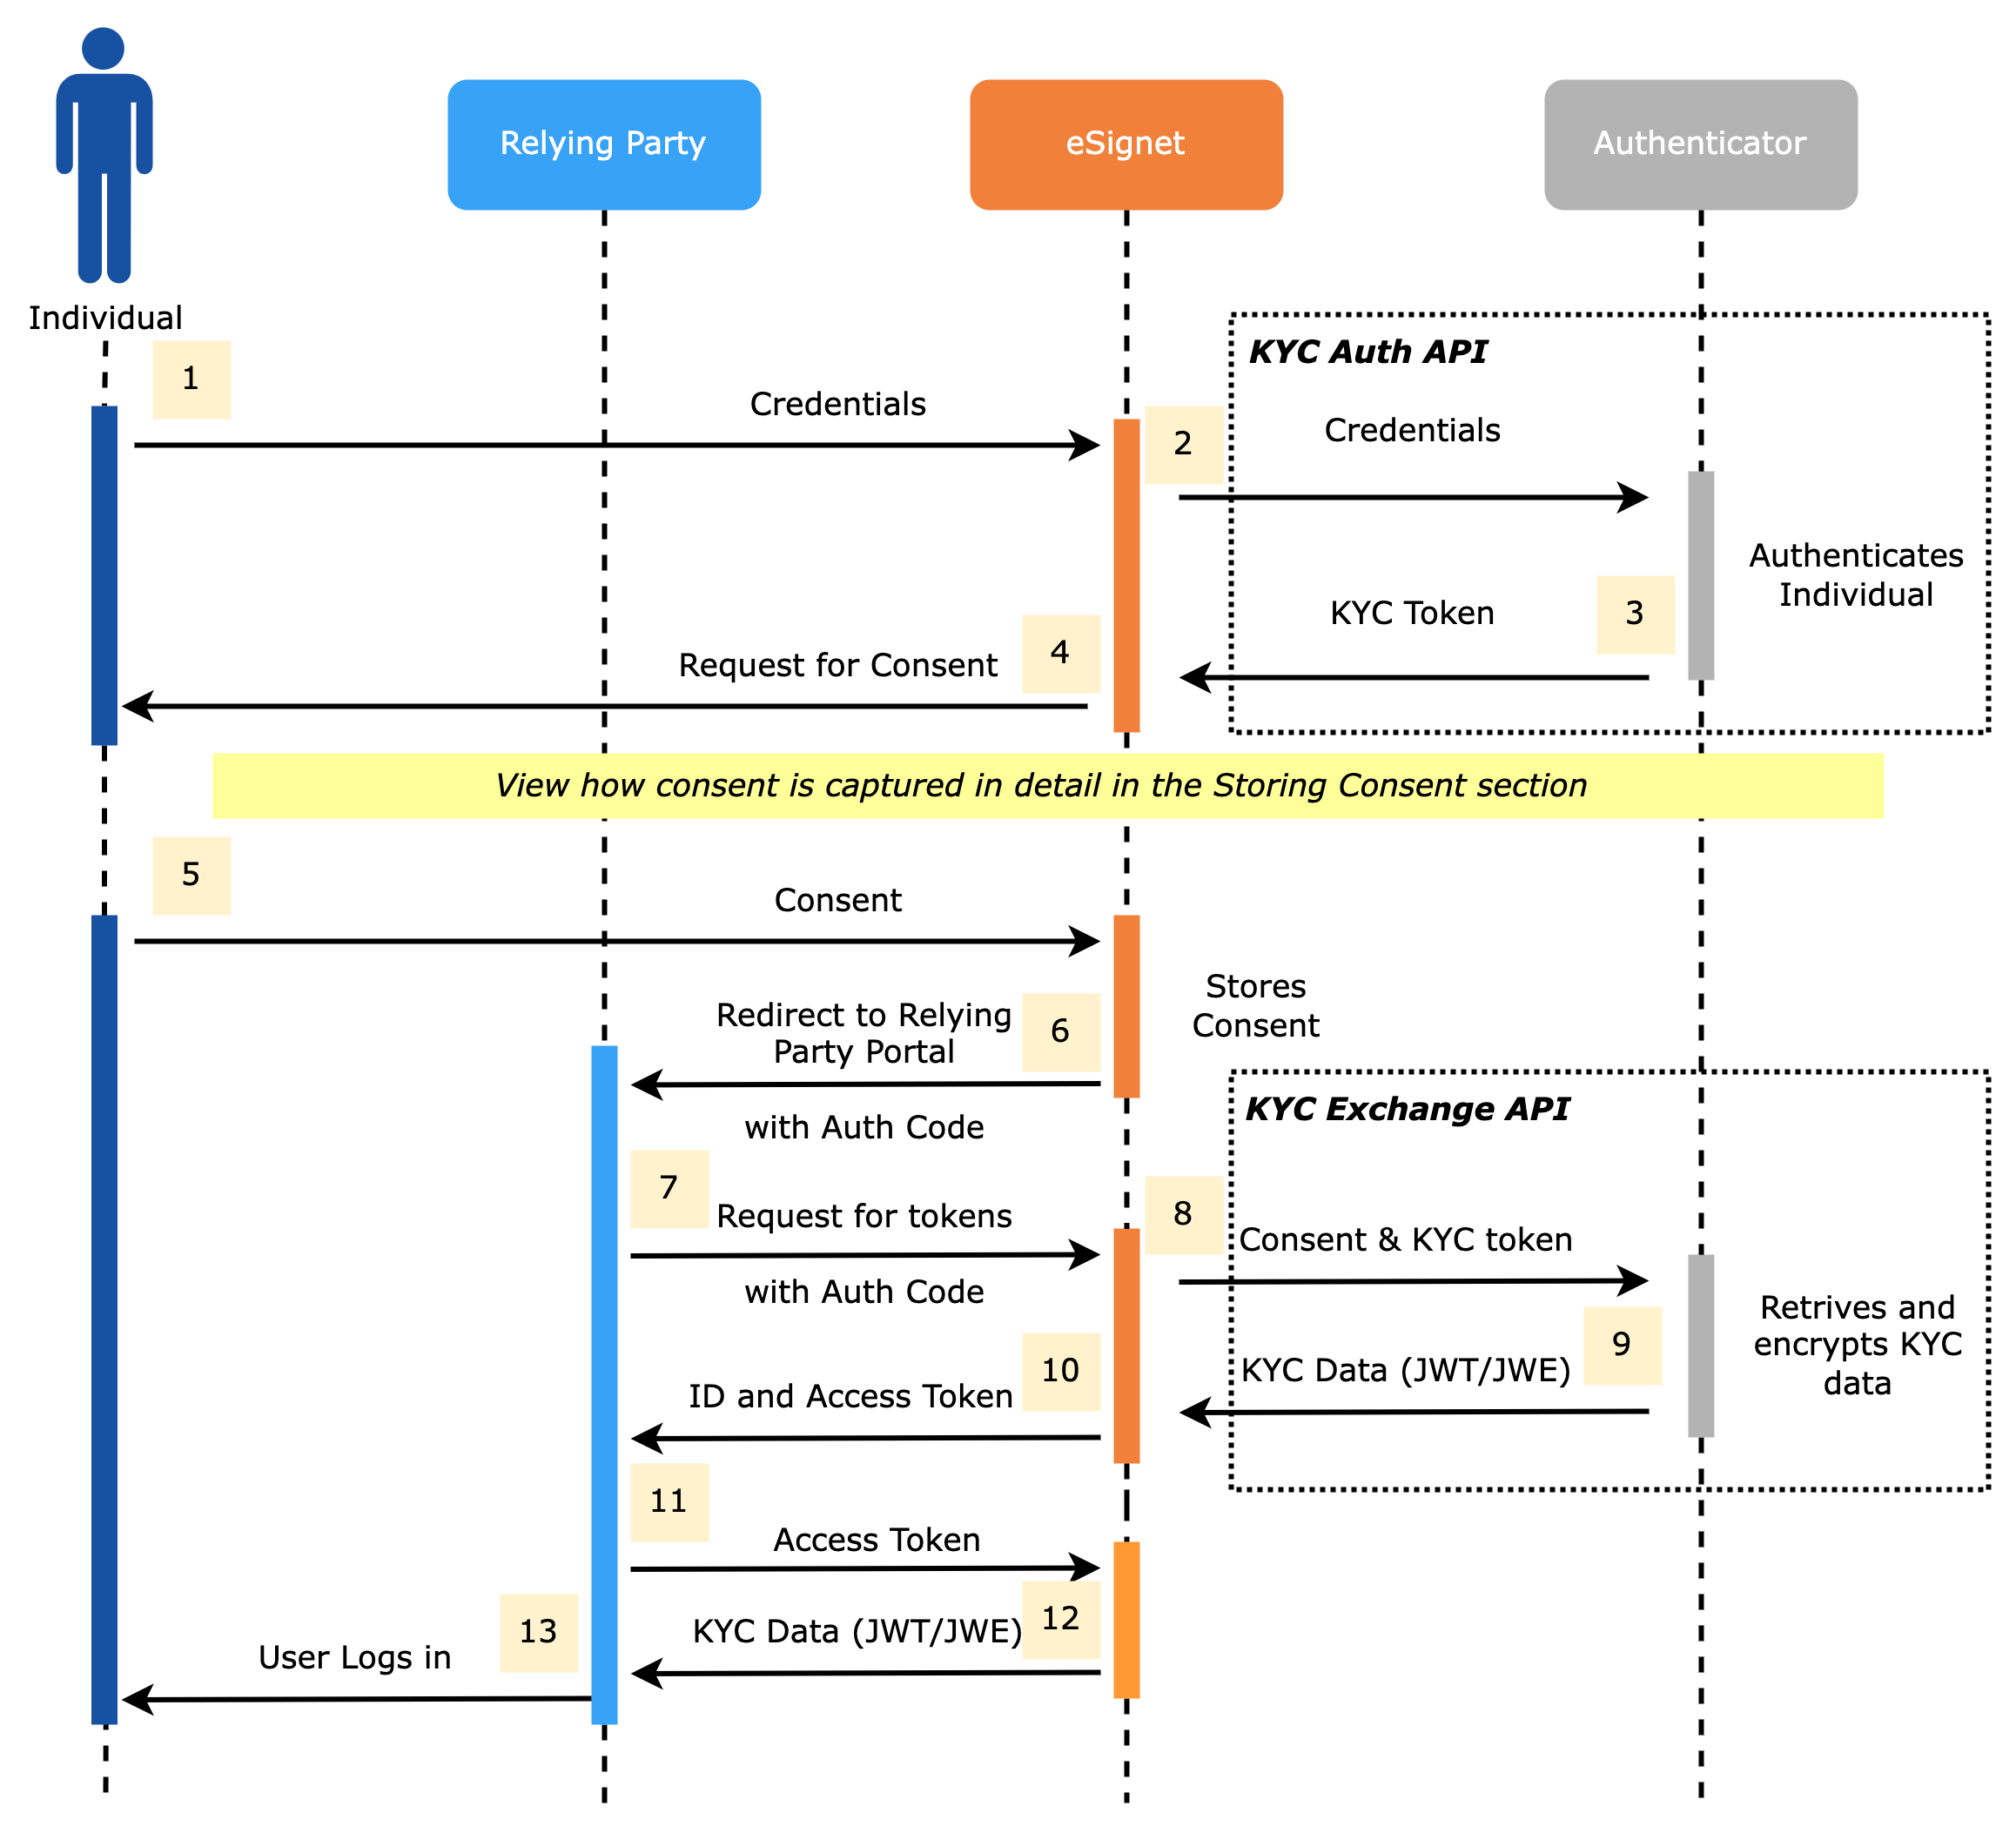 Relying Party
eSignet
Authenticator
Individual
KYC Auth API
1
Credentials
2
Credentials
Authenticates
Individual
3
KYC Token
4
Request for Consent
View how consent is captured in detail in the Storing Consent section
5
Consent
Stores
Consent
6
Redirect to Relying
Party Portal
with Auth Code
KYC Exchange API
7
Request for tokens
with Auth Code
8
Consent & KYC token
Retrives and
encrypts KYC
data
9
KYC Data (JWT/JWE)
10
ID and Access Token
11
Access Token
12
KYC Data (JWT/JWE)
13
User Logs in